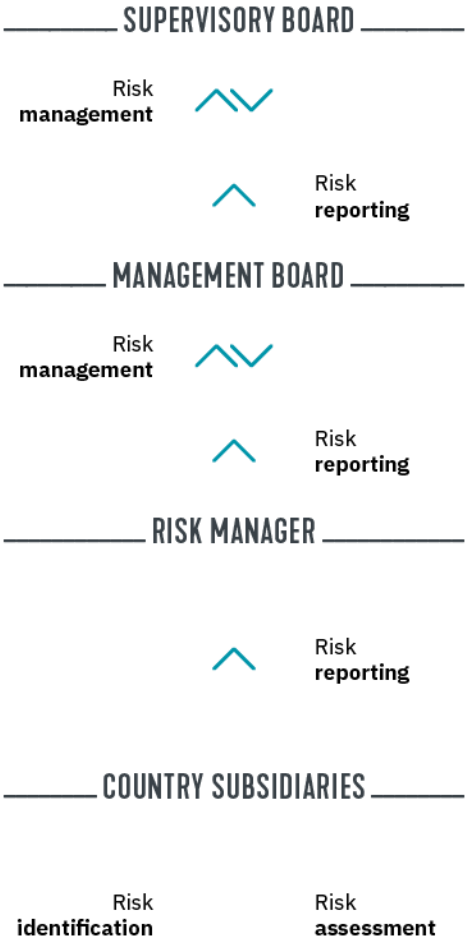 SUPERVISORY BOARD
Risk
management
Risk
reporting
MANAGEMENT BOARD
Risk
management
Risk
reporting
RISK MANAGER
Risk
reporting
COUNTRY SUBSIDIARIES
Risk
identification
Risk
assessment